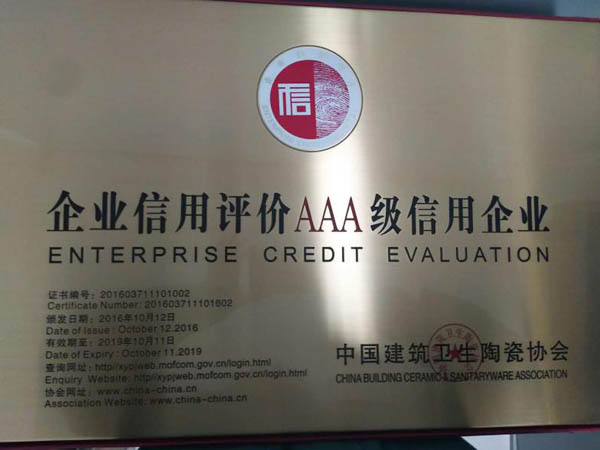 信
企业信用评价AAA级信用企业
ENTERPRISE CREDIT EVALUATION
证书编号：201603711101002
Certificate Number: 201603711101602
颁发日期：2016年10月12日
Date of Issue: October 12.2016
有效期至：2019年10月11日
Date of Expiry: October 11.2019
查询网址：http//xypjweb.mofcom.gov.cn/login.html
Enquiry Website: http//xypjweb.mofcom.gov.cn/login.html
协会网址：www.china-china.cn
Association Website: www.china-china.cn
中国建筑卫生陶瓷协会
CHINA BUILDING CERAMIC & SANITARYWARE ASSOCIATION